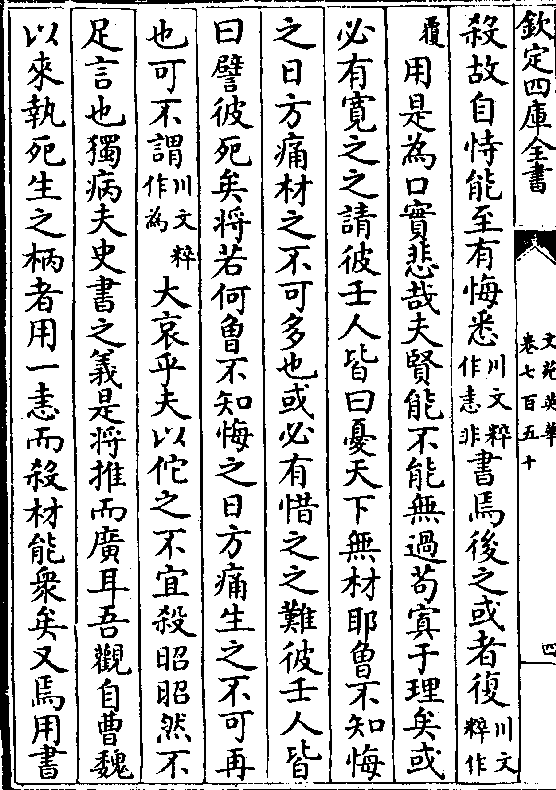 欽定四庫全書
文苑英華
卷七百五十
四
殺故自恃能至有悔悉川文粹作恚非書焉後之或者復川文粹作
覆用是為口實悲哉夫賢能不能無過苟寘于理矣或
必有寛之之請彼壬人皆曰憂天下無材耶曾不知悔
之日方痛材之不可多也或必有惜之之難彼壬人皆
曰譬彼死矣将若何曾不知悔之日方痛生之不可再
也可不謂川文粹作為大哀乎夫以佗之不宜殺昭昭然不
足言也獨病夫史書之義是将推而廣耳吾觀自曹魏
以來執死生之柄者用一恚而殺材能衆矣又焉用書